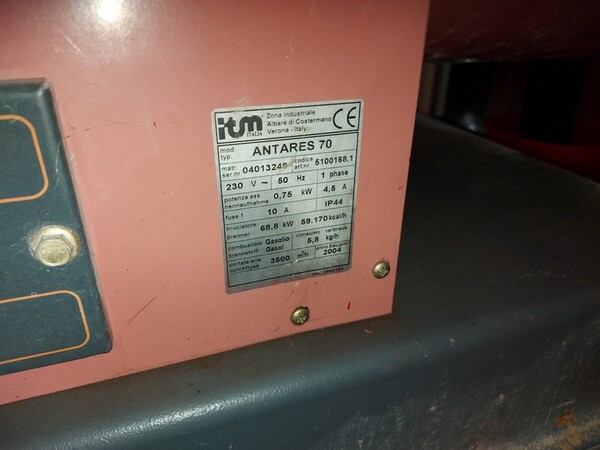 itm
ITALIA
Zona industriale
Albarè di Costermano
Verona - Italy
CE
mod.
typ. ANTARES 70
matr. 04013249 codice 5100168.1
ser nr. art.nr.
230 V ~ 50 Hz 1 phase
potenza ass. 0,75 kW 4,5 A
nennaufnahme
fuse 1 10 A IP44
bruciatore 68,8 kW 59.170kcal/h
brenner
combustibile Gasolio consumo verbrauch
brennstoff Gasöl 5,8 kg/h
portata aria 3500 m³/h anno baujahr
durchfluss 2004